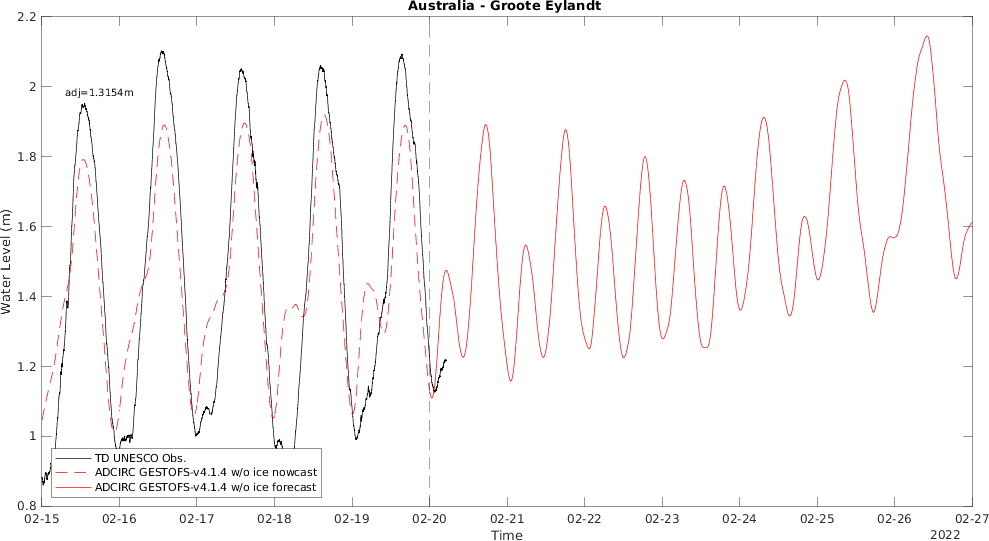 Australia - Groote Eylandt
2.2
2
1.8
1.6
1.4
1.2
1
0.8
Water Level (m)
adj=1.3154m
TD UNESCO Obs.
ADCIRC GESTOFS-v4.1.4 w/o ice nowcast
ADCIRC GESTOFS-v4.1.4 w/o ice forecast
02-15 02-16 02-17 02-18 02-19 02-20 02-21 02-22 02-23 02-24 02-25 02-26 02-27
Time
2022